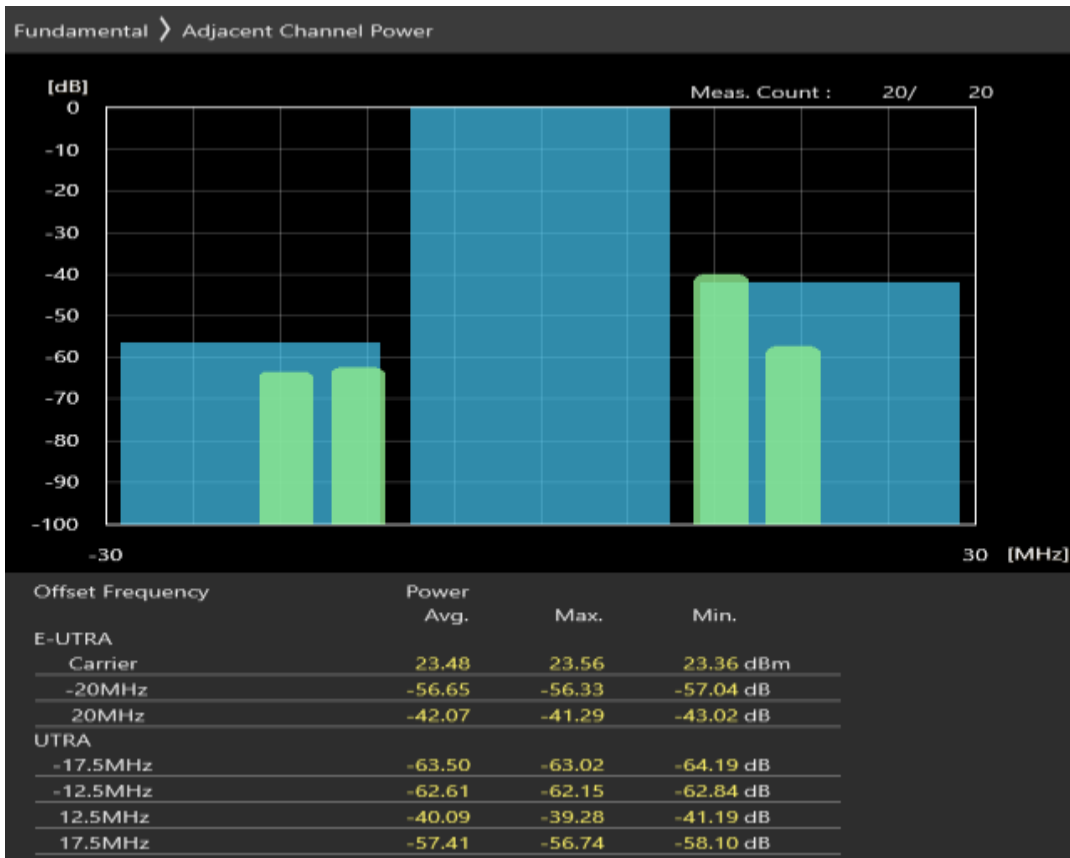 Fundamental 〉 Adjacent Channel Power
[dB]
Meas. Count : 20/ 20
0
-10
-20
-30
-40
-50
-60
-70
-80
-90
-100
-30 30 [MHz]
Offset Frequency Power
Avg. Max. Min.
E-UTRA
Carrier 23.48 23.56 23.36 dBm
-20MHz -56.65 -56.33 -57.04 dB
20MHz -42.07 -41.29 -43.02 dB
UTRA
-17.5MHz -63.50 -63.02 -64.19 dB
-12.5MHz -62.61 -62.15 -62.84 dB
12.5MHz -40.09 -39.28 -41.19 dB
17.5MHz -57.41 -56.74 -58.10 dB